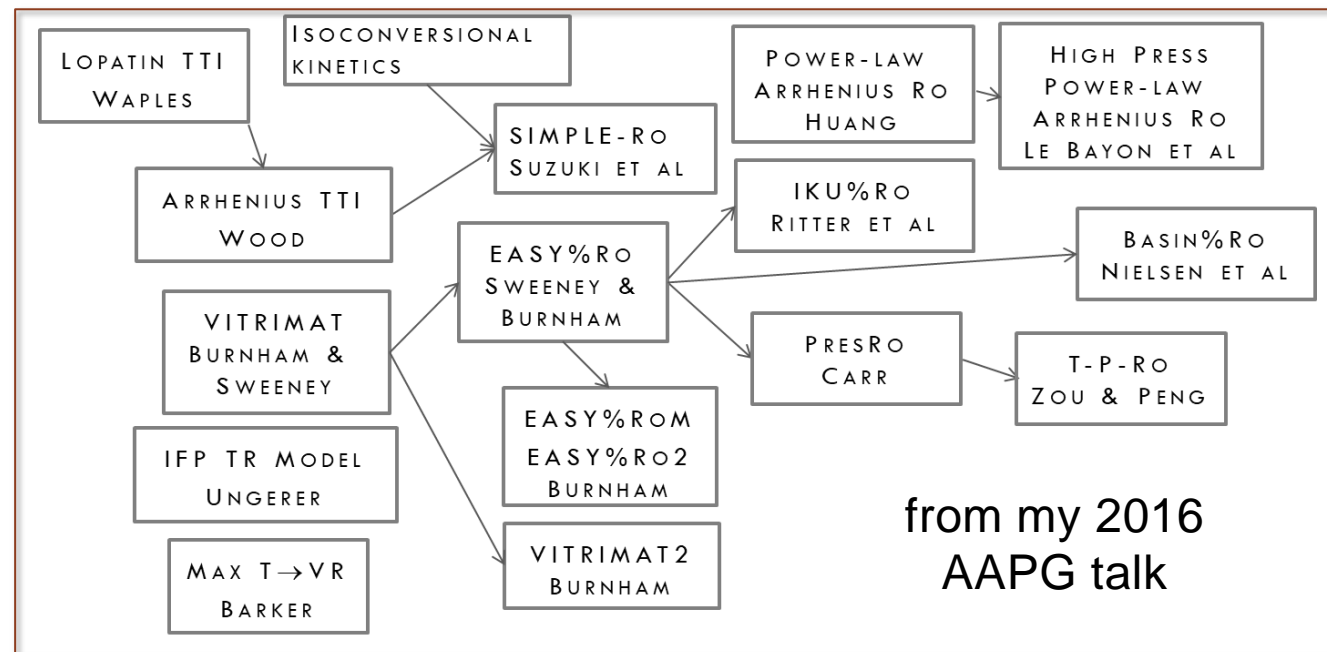 Lopatin TTI
Waples
Isoconversional
kinetics
Power-law
Arrhenius Ro
Huang
High Press
Power-law
Arrhenius Ro
Le Bayon et al
SIMPLE-Ro
Suzuki et al
Arrhenius TTI
Wood
IKU%Ro
Ritter et al
EASY%Ro
Sweeney &
Burnham
Basin%Ro
Nielsen et al
VITRIMAT
Burnham &
Sweeney
PresRo
Carr
T-P-Ro
Zou & Peng
EASY%RoM
EASY%Ro2
Burnham
IFP TR Model
Ungerer
VITRIMAT2
Burnham
Max T→VR
Barker
from my 2016
AAPG talk